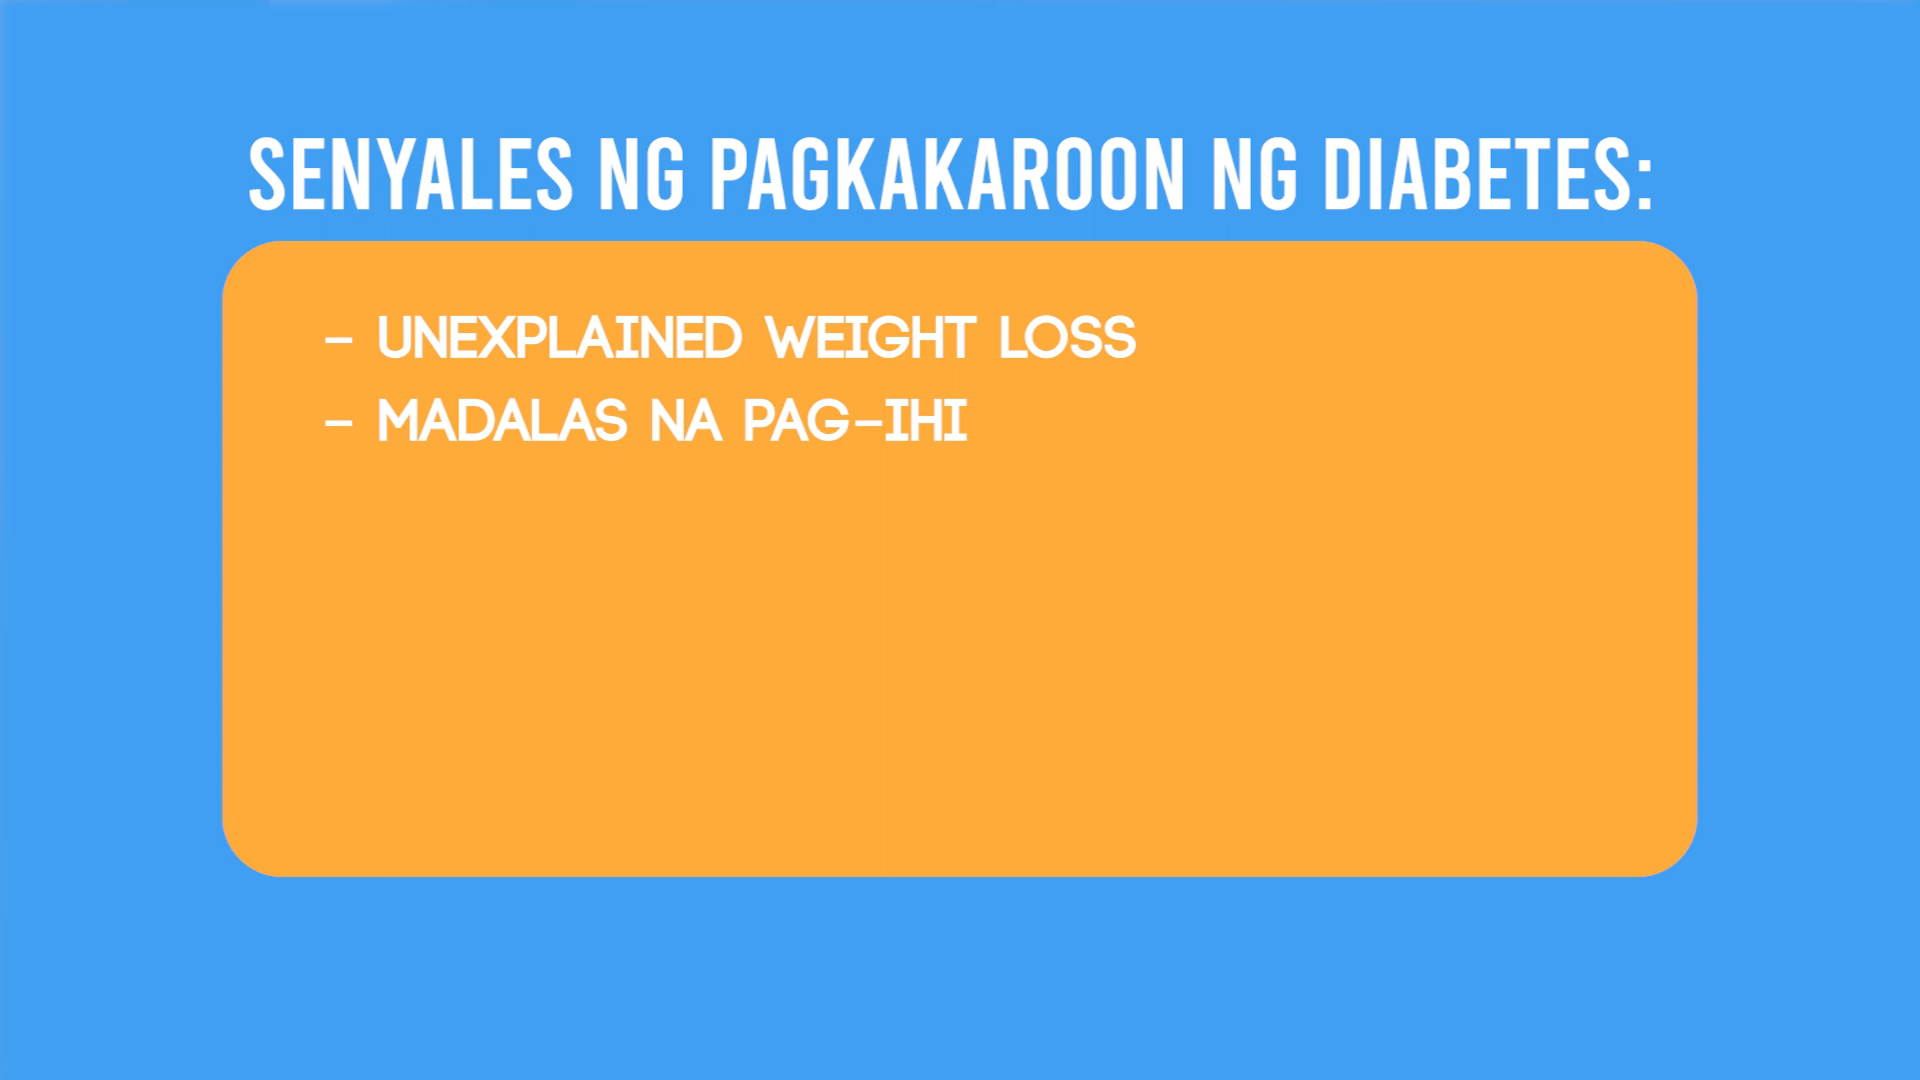 SENYALES NG PAGKAKAROON NG DIABETES:
- UNEXPLAINED WEIGHT LOSS
- MADALAS NA PAG-IHI